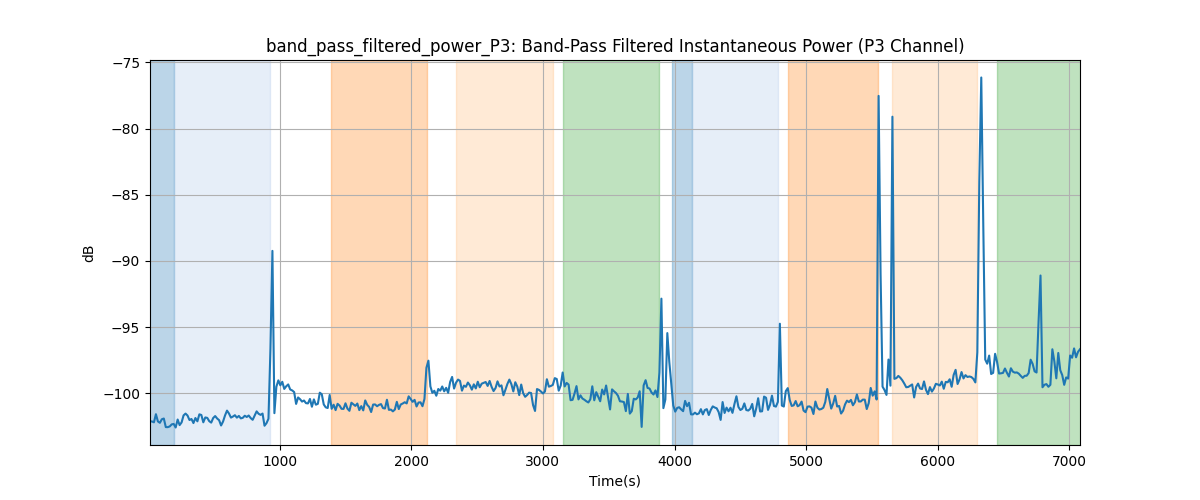 band_pass_filtered_power_P3: Band-Pass Filtered Instantaneous Power (P3 Channel)
−75
−80
−85
−90
−95
−100
dB
1000 2000 3000 4000 5000 6000 7000
Time(s)